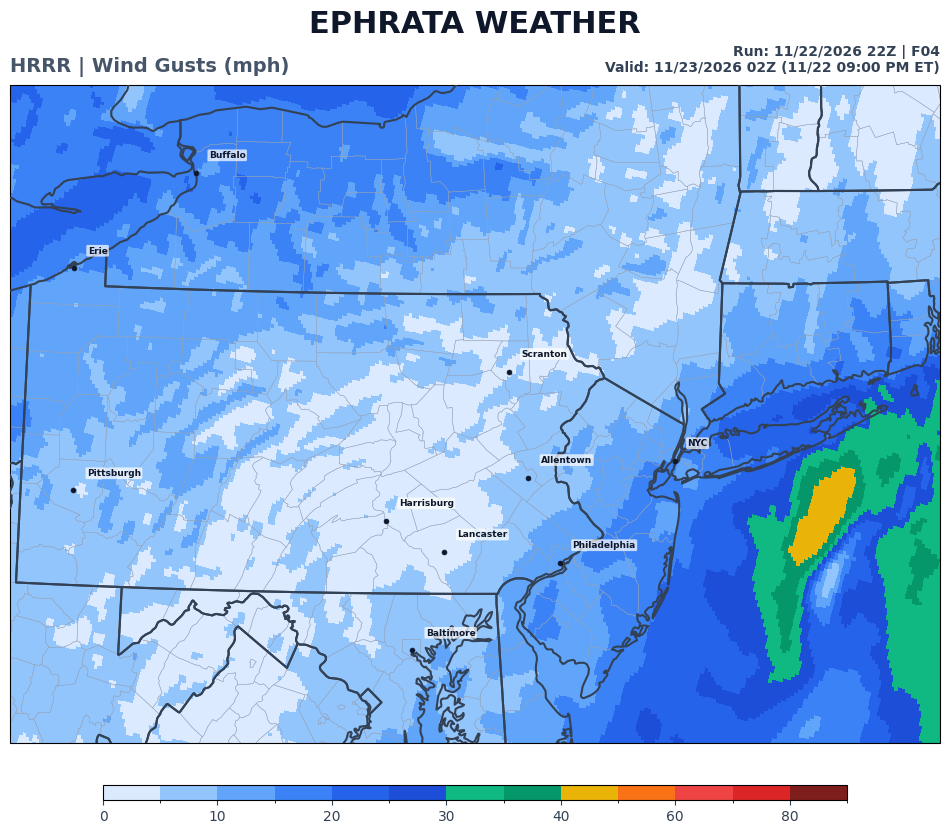 EPHRATA WEATHER
HRRR | Wind Gusts (mph)
Run: 11/22/2026 22Z | F04
Valid: 11/23/2026 02Z (11/22 09:00 PM ET)
Buffalo
Erie
Scranton
NYC
Allentown
Pittsburgh
Harrisburg
Lancaster
Philadelphia
Baltimore
0 10 20 30 40 50 60 70 80